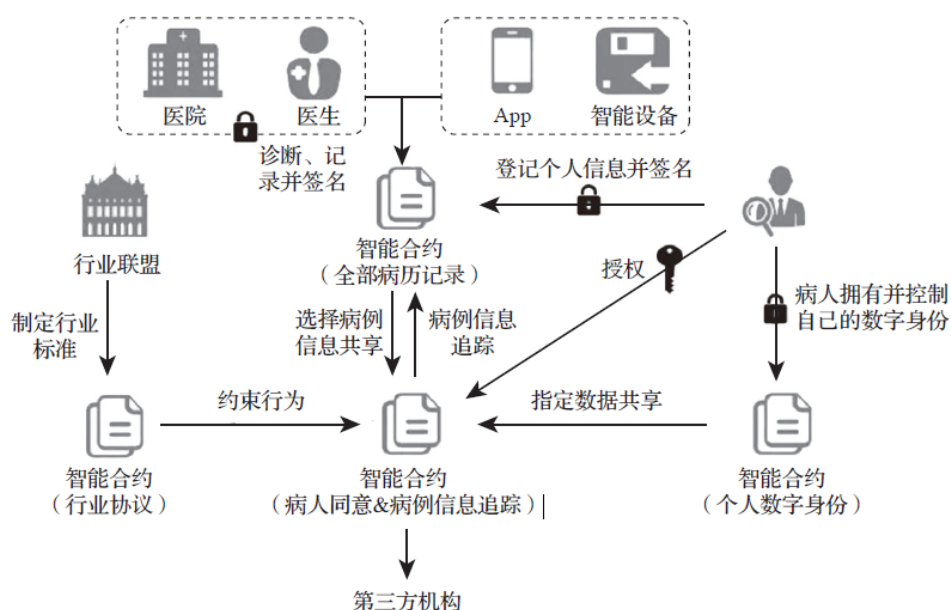 医院
医生
App
智能设备
诊断、记
录并签名
登记个人信息并签名
行业联盟
智能合约
（全部病历记录）
授权
病人拥有并控制
自己的数字身份
制定行业
标准
选择病例
信息共享
病例信息
追踪
约束行为
指定数据共享
智能合约
（行业协议）
智能合约
（病人同意&病例信息追踪）
智能合约
（个人数字身份）
第三方机构